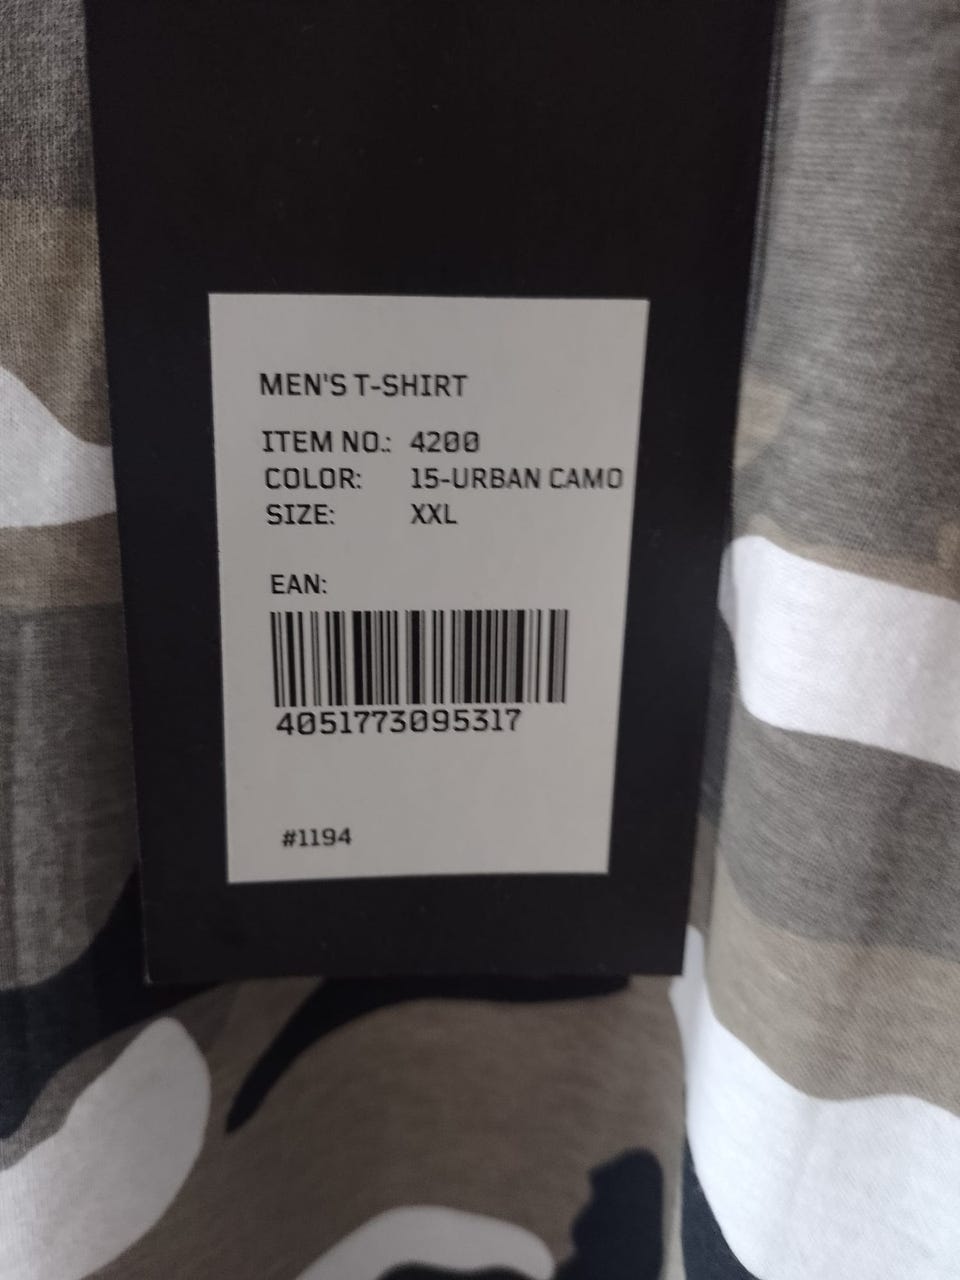 MEN'S T-SHIRT
ITEM NO.: 4200
COLOR: 15-URBAN CAMO
SIZE: XXL
EAN:
4051773095317
#1194